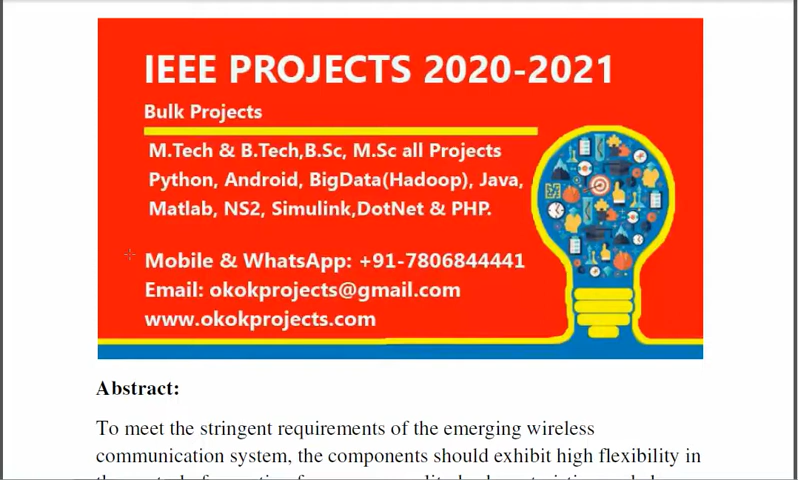 IEEE PROJECTS 2020-2021
Bulk Projects
M.Tech & B.Tech,B.Sc, M.Sc all Projects
Python, Android, BigData(Hadoop), Java,
Matlab, NS2, Simulink,DotNet & PHP.
Mobile & WhatsApp: +91-7806844441
Email: okokprojects@gmail.com
www.okokprojects.com
Abstract:
To meet the stringent requirements of the emerging wireless
communication system, the components should exhibit high flexibility in